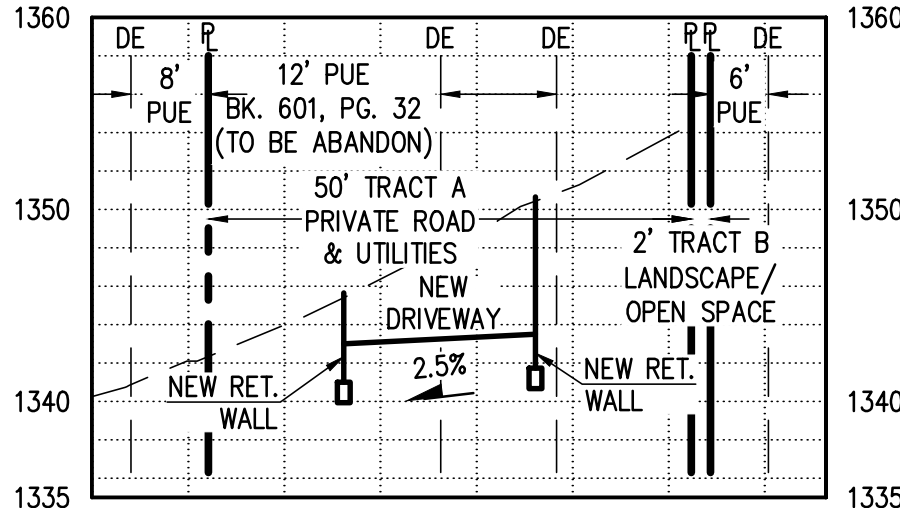 1360
1360
DE
PL
DE
DE
PL
PL
DE
8'
PUE
12' PUE
BK. 601, PG. 32
(TO BE ABANDON)
6'
PUE
1350
1350
50' TRACT A
PRIVATE ROAD
& UTILITIES
2' TRACT B
LANDSCAPE/
OPEN SPACE
NEW
DRIVEWAY
2.5%
NEW RET.
WALL
NEW RET.
WALL
1340
1340
1335
1335